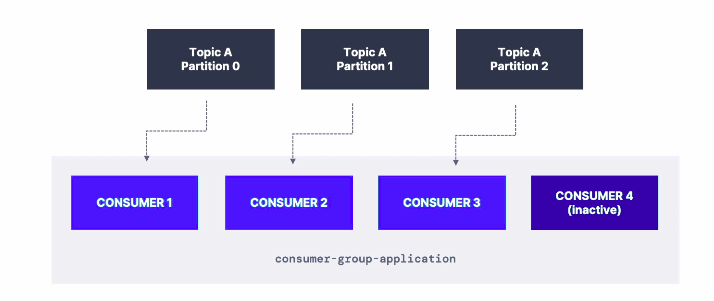 Topic A
Partition 0
Topic A
Partition 1
Topic A
Partition 2
CONSUMER 1
CONSUMER 2
CONSUMER 3
CONSUMER 4
(inactive)
consumer-group-application